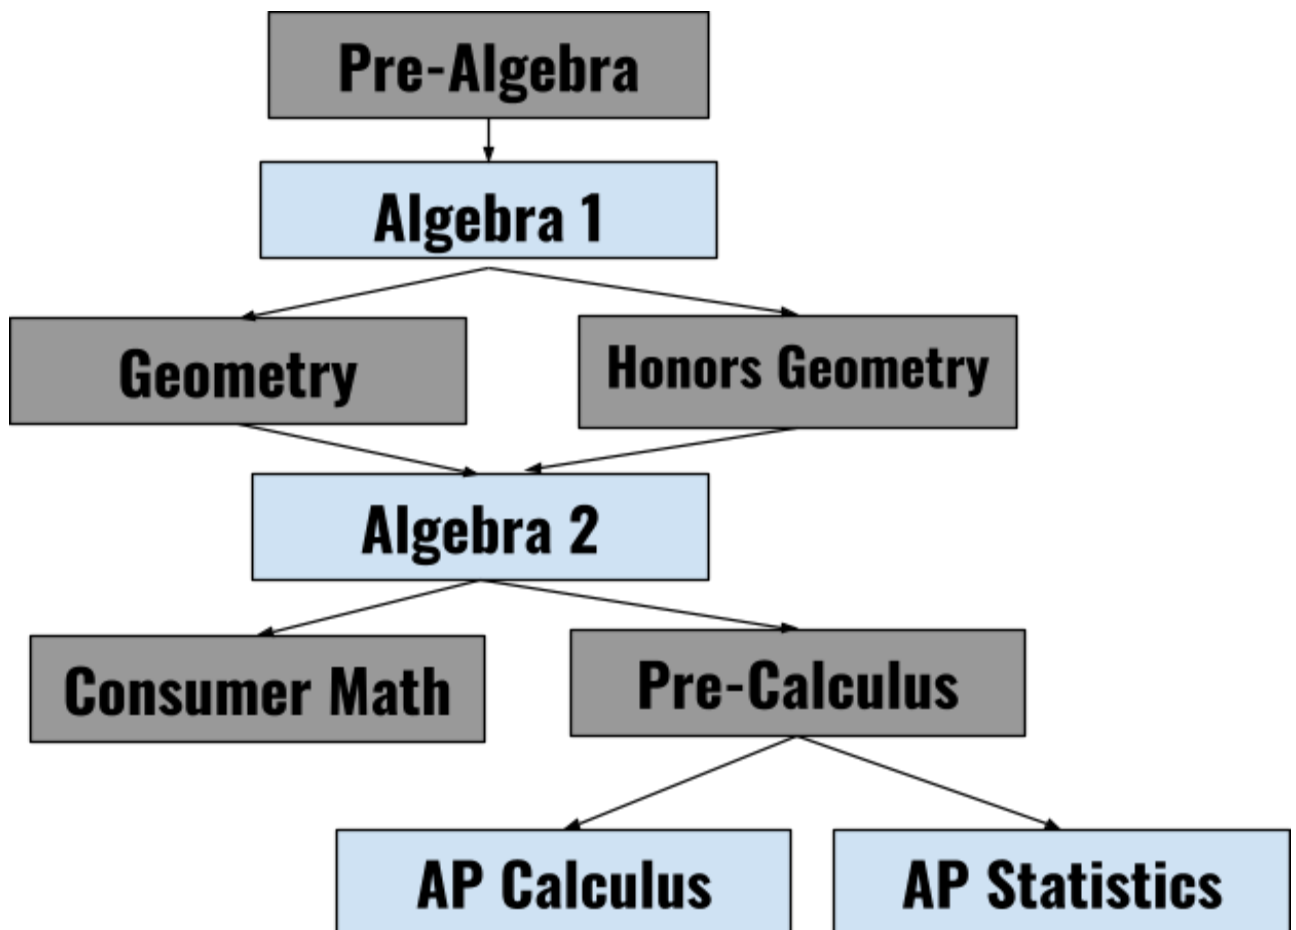 Pre-Algebra
Algebra 1
Geometry
Honors Geometry
Algebra 2
Consumer Math
Pre-Calculus
AP Calculus
AP Statistics